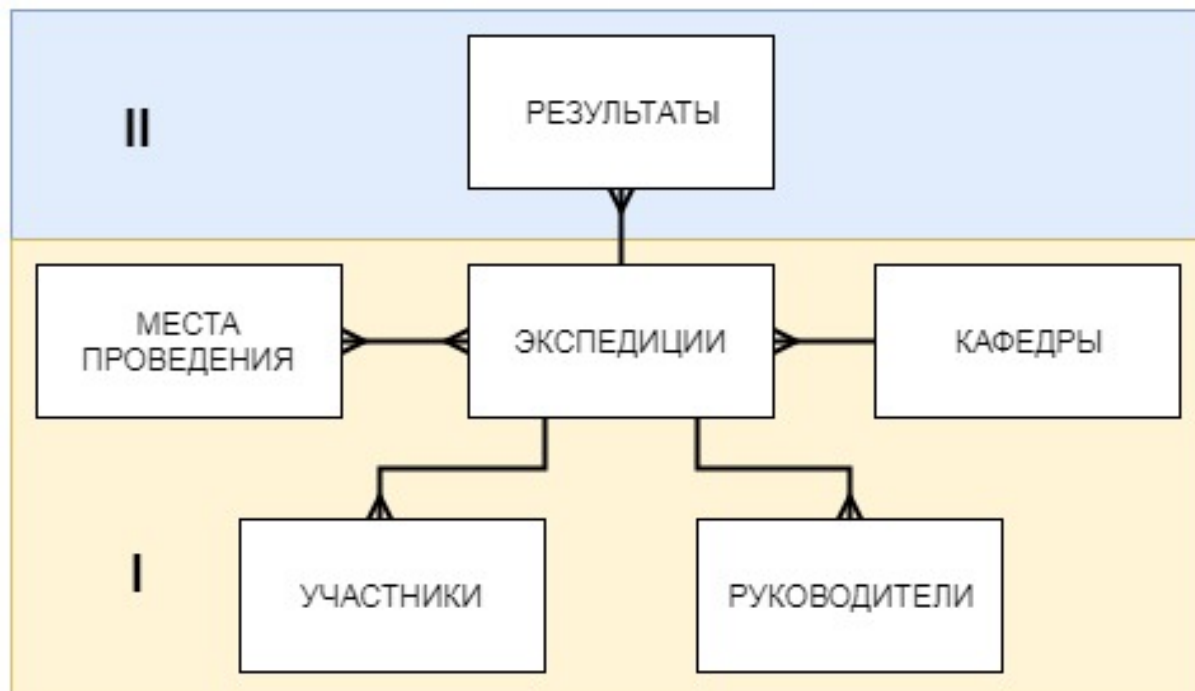 II
РЕЗУЛЬТАТЫ
МЕСТА
ПРОВЕДЕНИЯ
ЭКСПЕДИЦИИ
КАФЕДРЫ
I
УЧАСТНИКИ
РУКОВОДИТЕЛИ